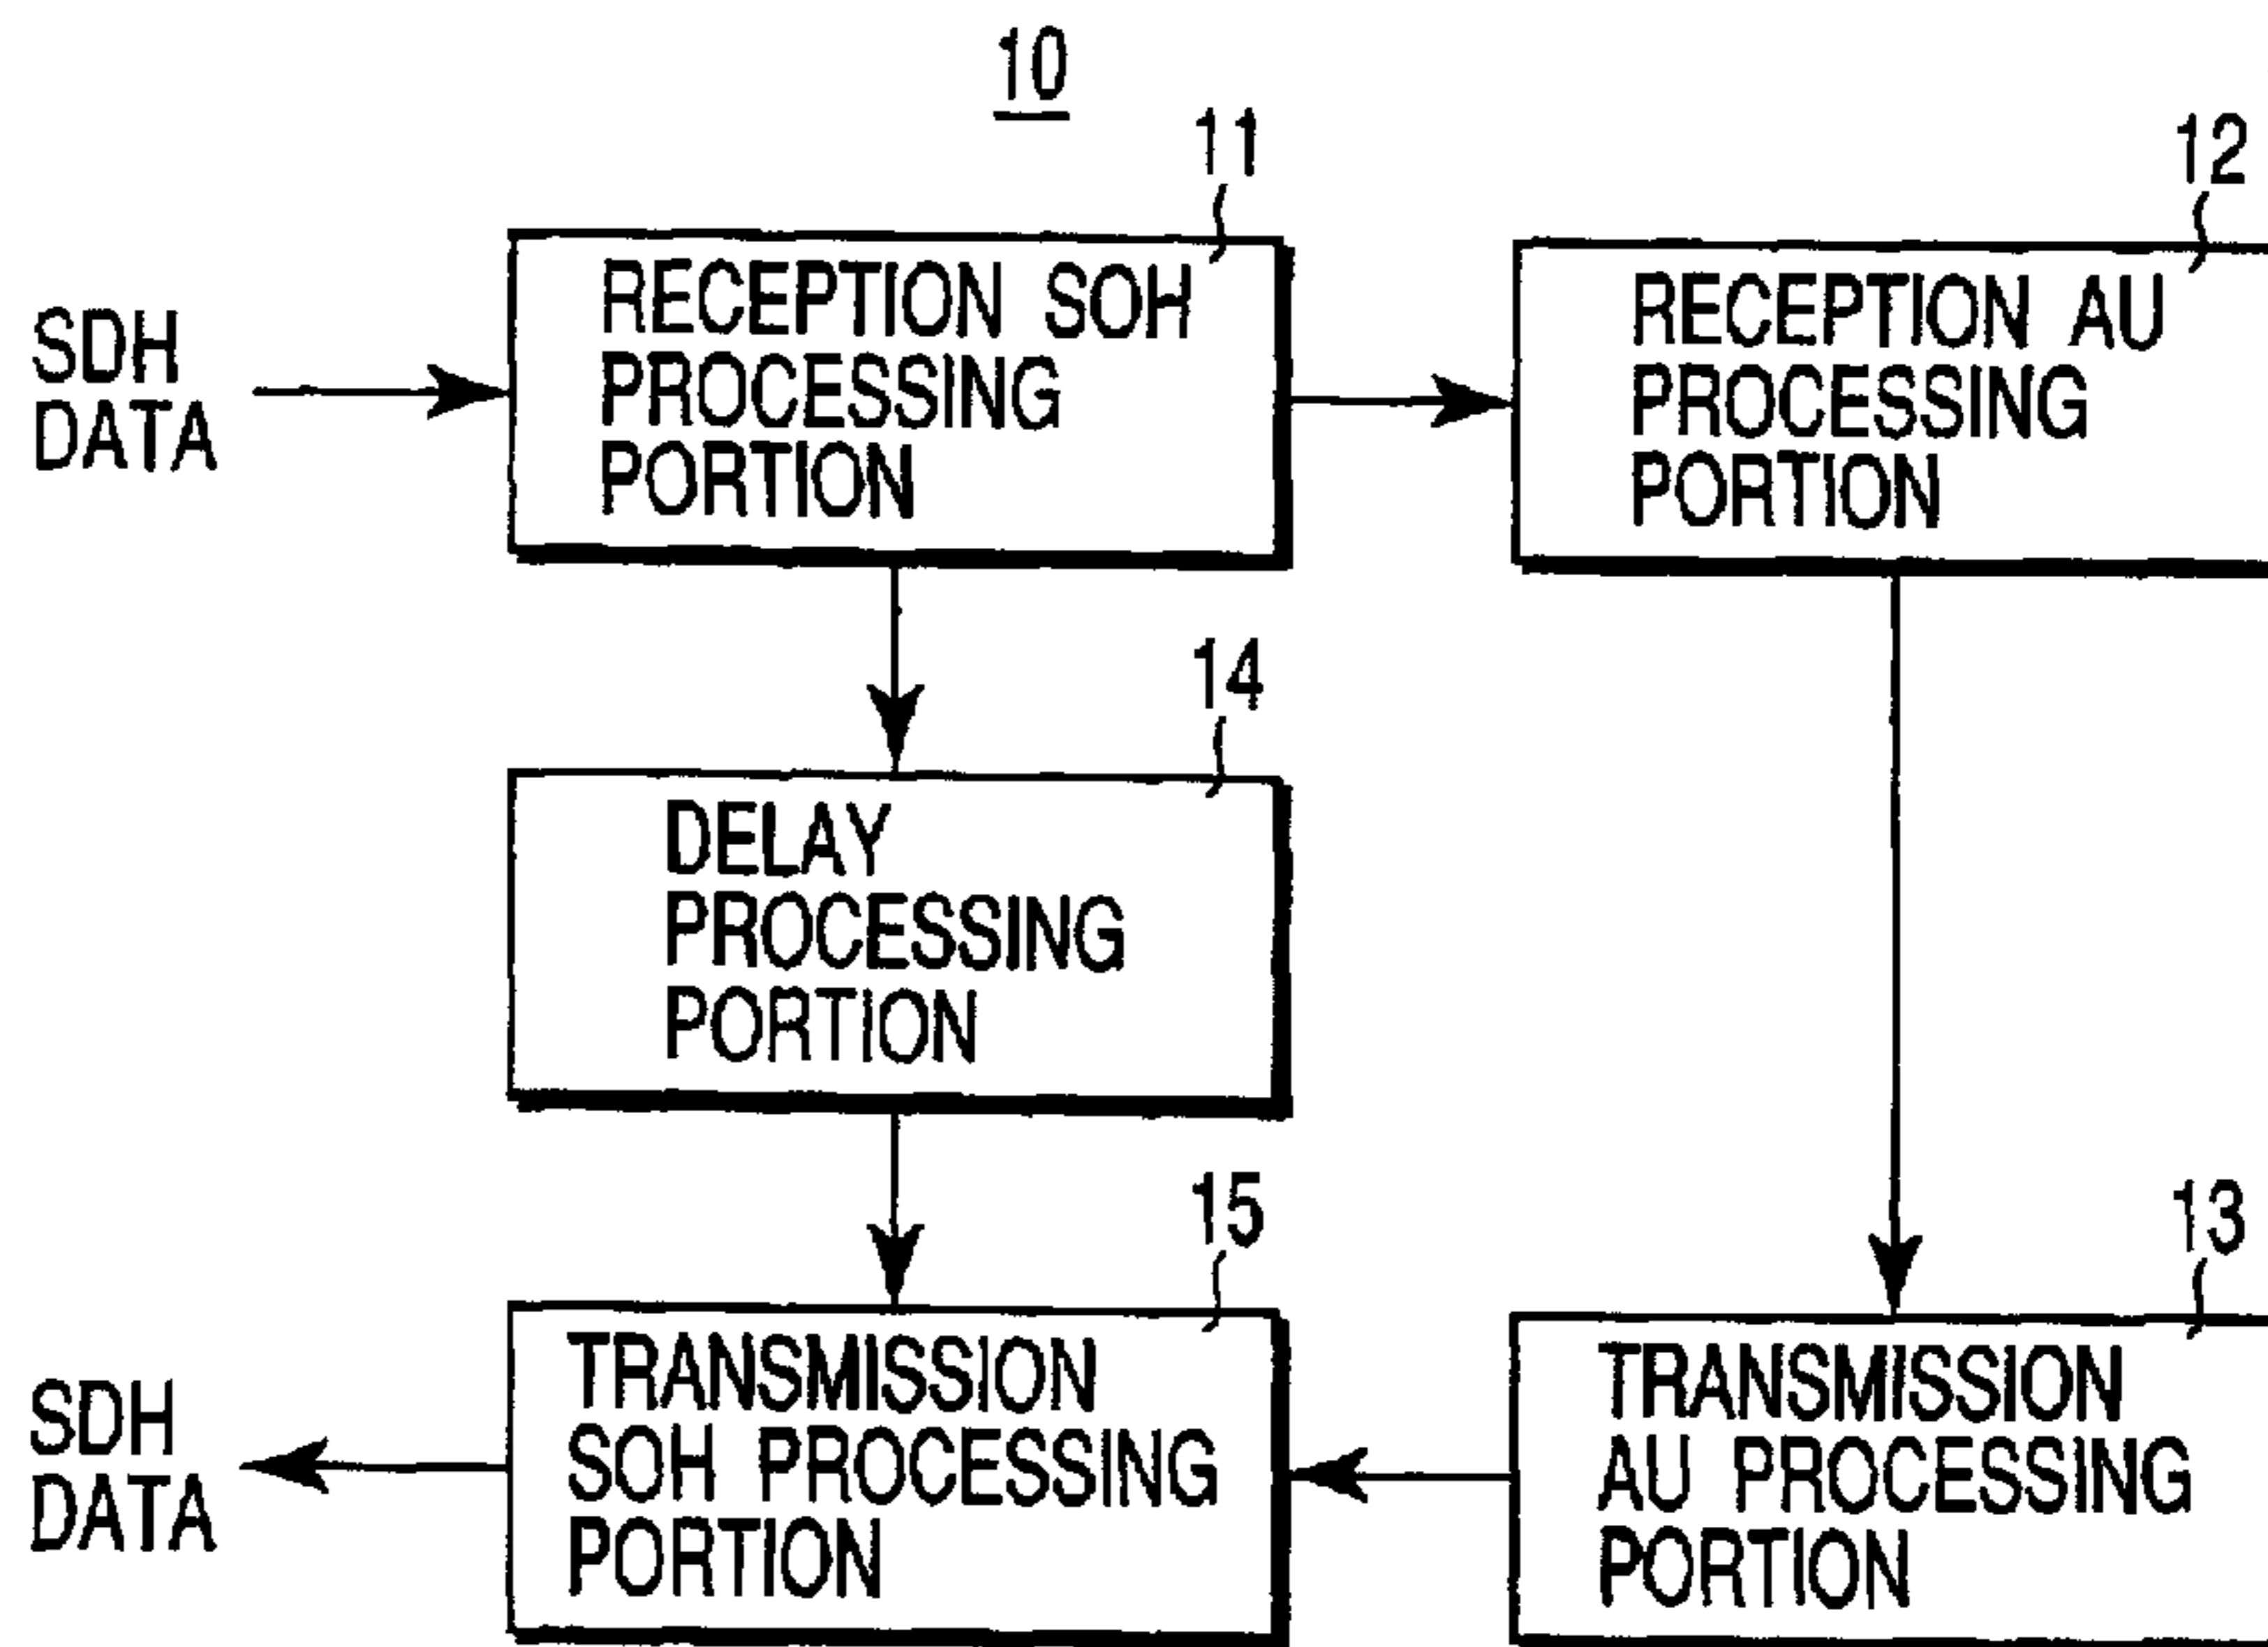 10
11
12
SDH
DATA
RECEPTION SOH
PROCESSING
PORTION
RECEPTION AU
PROCESSING
PORTION
14
DELAY
PROCESSING
PORTION
15
13
SDH
DATA
TRANSMISSION
SOH PROCESSING
PORTION
TRANSMISSION
AU PROCESSING
PORTION